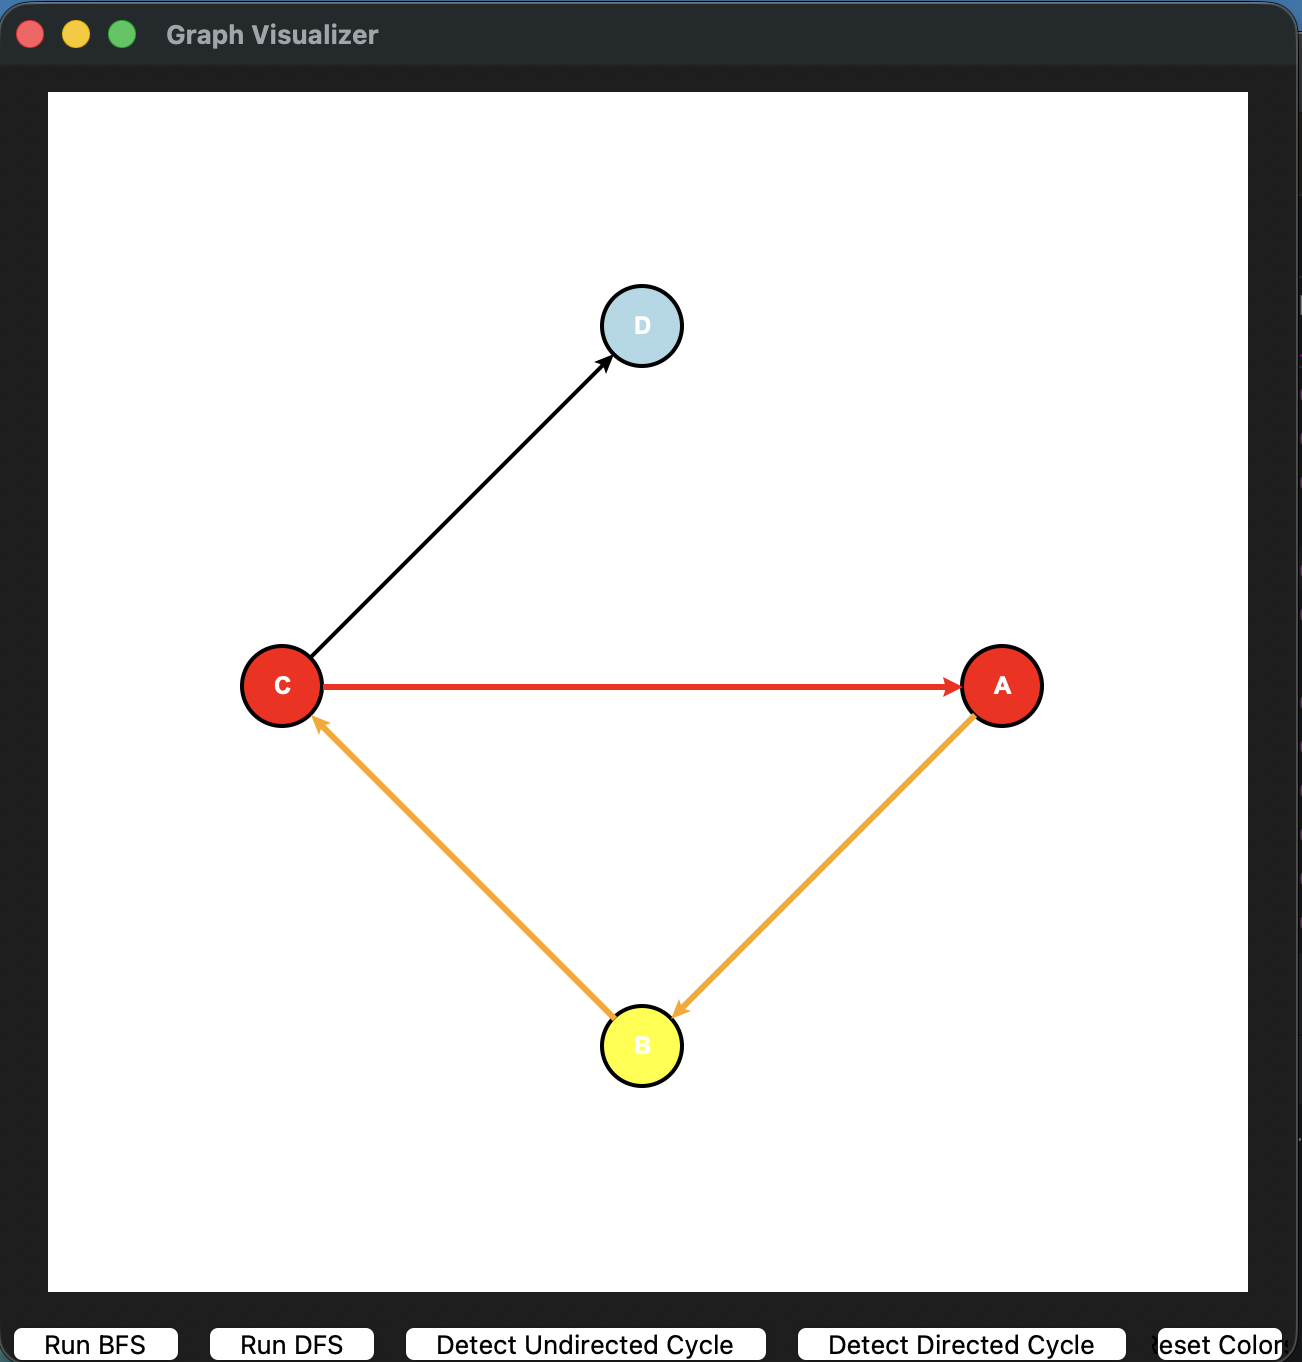 Graph Visualizer
D
C
A
B
Run BFS
Run DFS
Detect Undirected Cycle
Detect Directed Cycle
eset Color